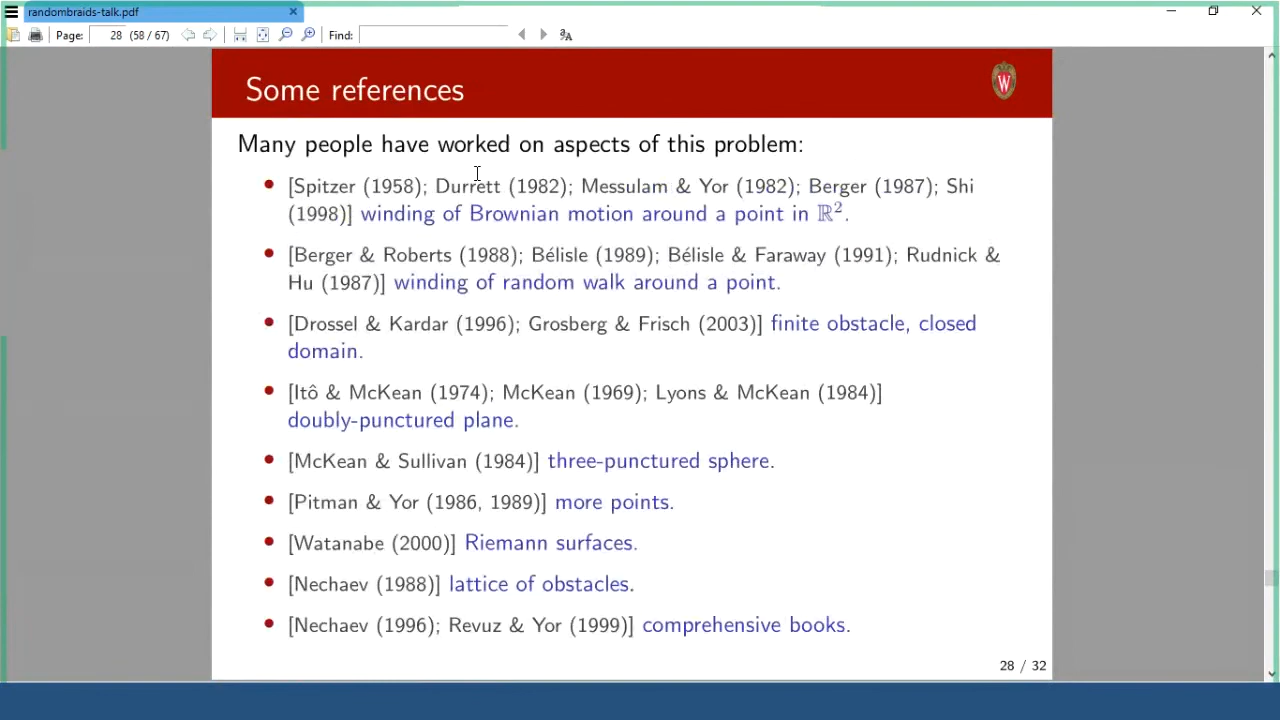 randombraids-talk.pdf
Page: 28 (58 / 67) Find:
Some references
W
Many people have worked on aspects of this problem:
• [Spitzer (1958); Durrett (1982); Messulam & Yor (1982); Berger (1987); Shi
(1998)] winding of Brownian motion around a point in ℝ².
• [Berger & Roberts (1988); Bélisle (1989); Bélisle & Faraway (1991); Rudnick &
Hu (1987)] winding of random walk around a point.
• [Drossel & Kardar (1996); Grosberg & Frisch (2003)] finite obstacle, closed
domain.
• [Itô & McKean (1974); McKean (1969); Lyons & McKean (1984)]
doubly-punctured plane.
• [McKean & Sullivan (1984)] three-punctured sphere.
• [Pitman & Yor (1986, 1989)] more points.
• [Watanabe (2000)] Riemann surfaces.
• [Nechaev (1988)] lattice of obstacles.
• [Nechaev (1996); Revuz & Yor (1999)] comprehensive books.
28 / 32